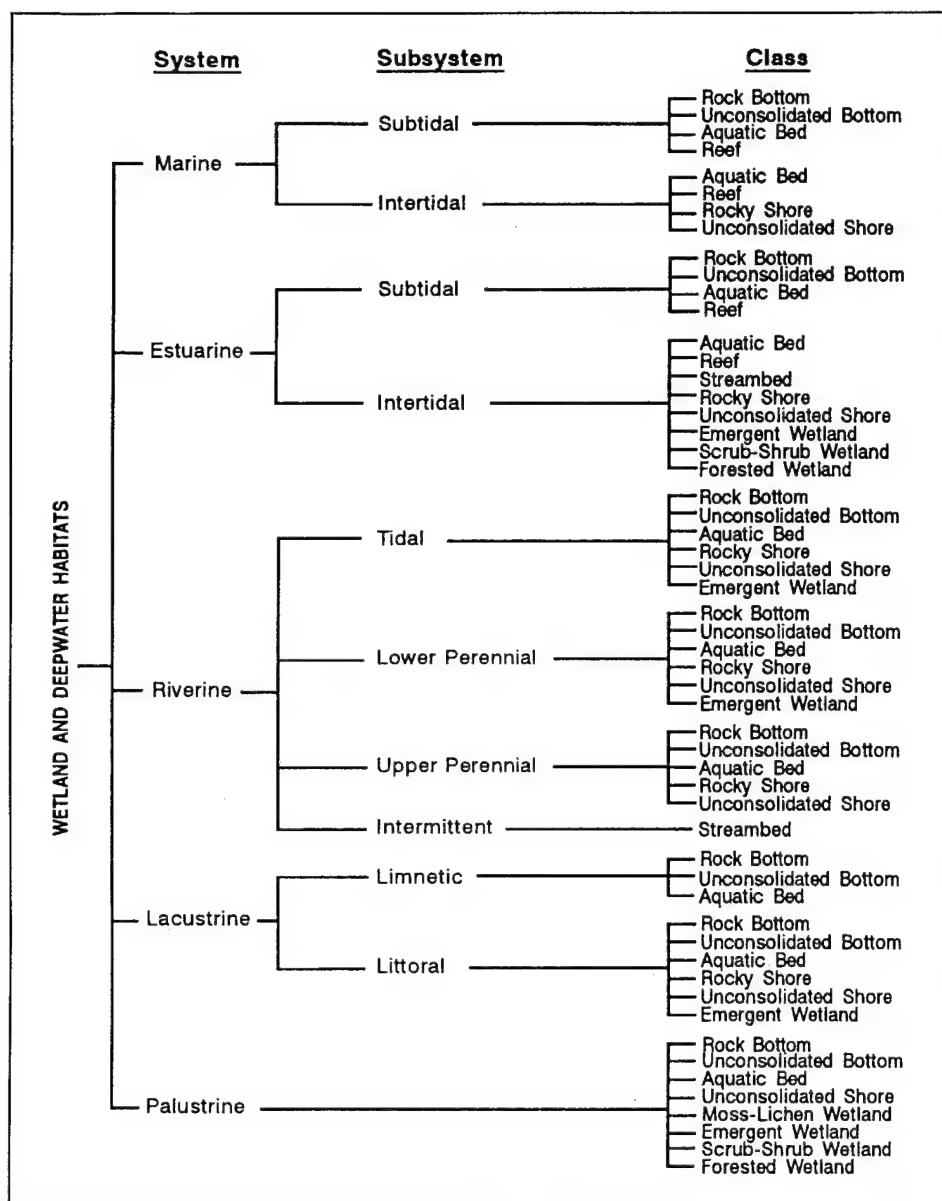 System Subsystem Class
WETLAND AND DEEPWATER HABITATS
Marine
Subtidal
Rock Bottom
Unconsolidated Bottom
Aquatic Bed
Reef
Intertidal
Aquatic Bed
Reef
Rocky Shore
Unconsolidated Shore
Estuarine
Subtidal
Rock Bottom
Unconsolidated Bottom
Aquatic Bed
Reef
Intertidal
Aquatic Bed
Reef
Streambed
Rocky Shore
Unconsolidated Shore
Emergent Wetland
Scrub-Shrub Wetland
Forested Wetland
Riverine
Tidal
Rock Bottom
Unconsolidated Bottom
Aquatic Bed
Rocky Shore
Unconsolidated Shore
Emergent Wetland
Lower Perennial
Rock Bottom
Unconsolidated Bottom
Aquatic Bed
Rocky Shore
Unconsolidated Shore
Emergent Wetland
Upper Perennial
Rock Bottom
Unconsolidated Bottom
Aquatic Bed
Rocky Shore
Unconsolidated Shore
Intermittent
Streambed
Lacustrine
Limnetic
Rock Bottom
Unconsolidated Bottom
Aquatic Bed
Littoral
Rock Bottom
Unconsolidated Bottom
Aquatic Bed
Rocky Shore
Unconsolidated Shore
Emergent Wetland
Palustrine
Rock Bottom
Unconsolidated Bottom
Aquatic Bed
Unconsolidated Shore
Moss-Lichen Wetland
Emergent Wetland
Scrub-Shrub Wetland
Forested Wetland